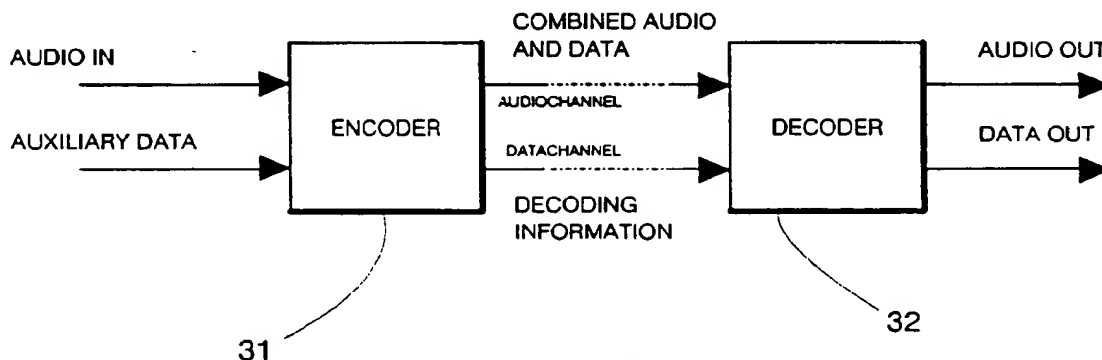 COMBINED AUDIO
AND DATA
AUDIO IN
AUDIO OUT
AUDIOCHANNEL
ENCODER
DECODER
AUXILIARY DATA
DATACHANNEL
DATA OUT
DECODING
INFORMATION
31
32